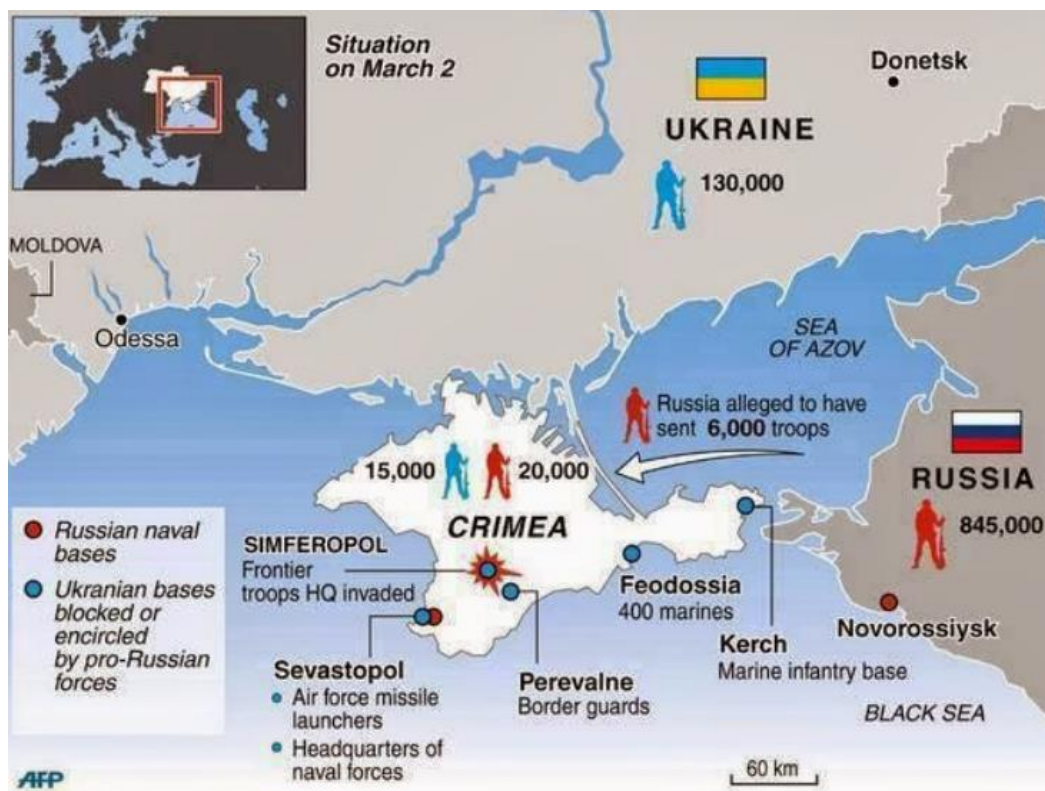 Situation
on March 2
Donetsk
UKRAINE
130,000
MOLDOVA
Odessa
SEA
OF AZOV
Russia alleged to have
sent 6,000 troops
RUSSIA
845,000
15,000
20,000
CRIMEA
Russian naval
bases
Ukranian bases
blocked or
encircled
by pro-Russian
forces
SIMFEROPOL
Frontier
troops HQ invaded
Feodossia
400 marines
Novorossiysk
Kerch
Marine infantry base
Sevastopol
Air force missile
launchers
Headquarters of
naval forces
Perevalne
Border guards
BLACK SEA
AFP
60 km